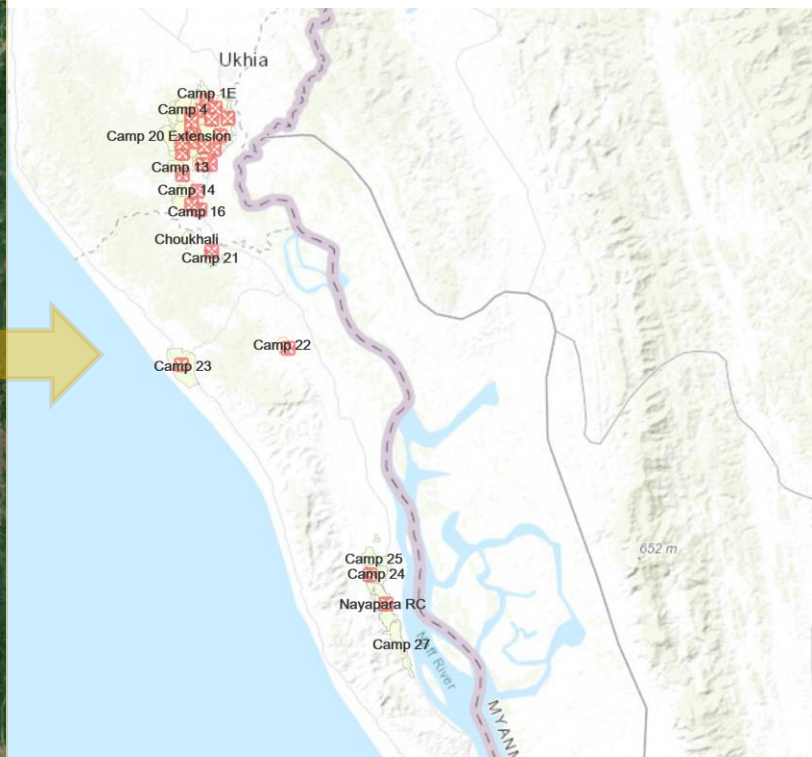 Ukhia
Camp 1E
Camp 4
Camp 20 Extension
Camp 13
Camp 14
Camp 16
Choukhali
Camp 21
Camp 22
Camp 23
652 m
Camp 25
Camp 24
Nayapara RC
Camp 27
Naff River
MYANM